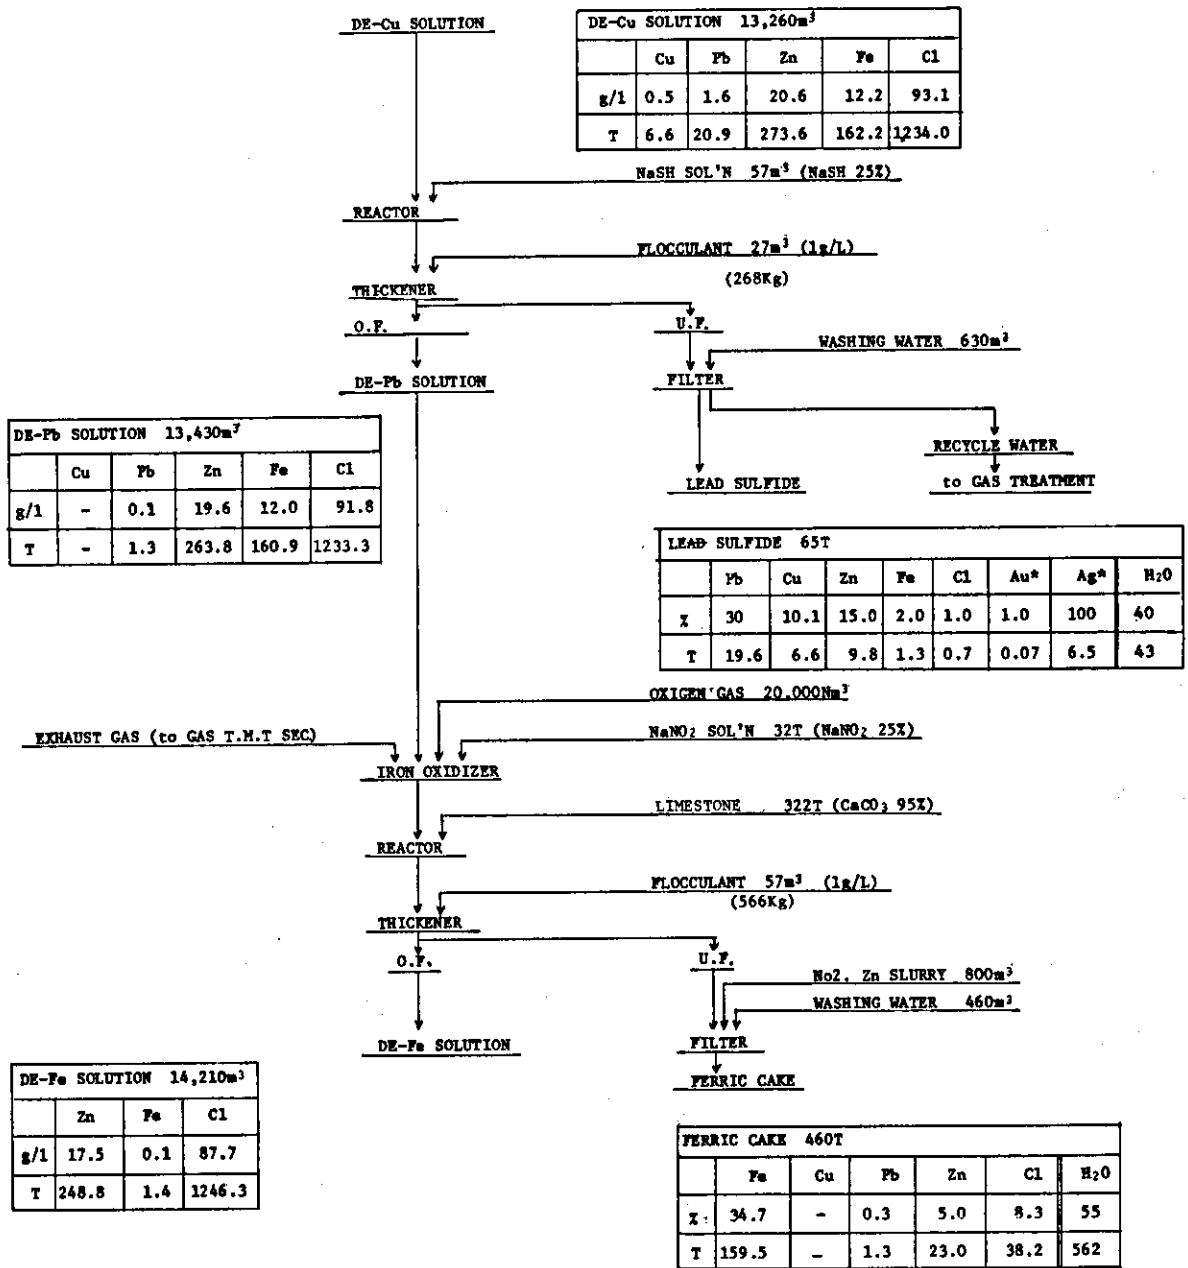 DE-Cu SOLUTION
DE-Cu SOLUTION 13,260m³
Cu Pb Zn Fe Cl
g/l 0.5 1.6 20.6 12.2 93.1
T 6.6 20.9 273.6 162.2 1,234.0
NaSH SOL'N 57m³ (NaSH 25%)
REACTOR
FLOCCULANT 27m³ (1g/L)
(268Kg)
THICKENER
O.F. U.F.
WASHING WATER 630m³
DE-Pb SOLUTION FILTER
DE-Pb SOLUTION 13,430m³
Cu Pb Zn Fe Cl
g/l - 0.1 19.6 12.0 91.8
T - 1.3 263.8 160.9 1233.3
RECYCLE WATER
LEAD SULFIDE to GAS TREATMENT
LEAD SULFIDE 65T
Pb Cu Zn Fe Cl Au* Ag* H₂O
% 30 10.1 15.0 2.0 1.0 1.0 100 40
T 19.6 6.6 9.8 1.3 0.7 0.07 6.5 43
OXIGEN GAS 20.000Nm³
EXHAUST GAS (to GAS T.M.T SEC) NaNO₂ SOL'N 32T (NaNO₂ 25%)
IRON OXIDIZER
LIMESTONE 322T (CaCO₃ 95%)
REACTOR
FLOCCULANT 57m³ (1g/L)
(566Kg)
THICKENER
O.F. U.F.
No2. Zn SLURRY 800m³
WASHING WATER 460m³
DE-Fe SOLUTION FILTER
FERRIC CAKE
DE-Fe SOLUTION 14,210m³
Zn Fe Cl
g/l 17.5 0.1 87.7
T 248.8 1.4 1246.3
FERRIC CAKE 460T
Fe Cu Pb Zn Cl H₂O
% 34.7 - 0.3 5.0 8.3 55
T 159.5 - 1.3 23.0 38.2 562